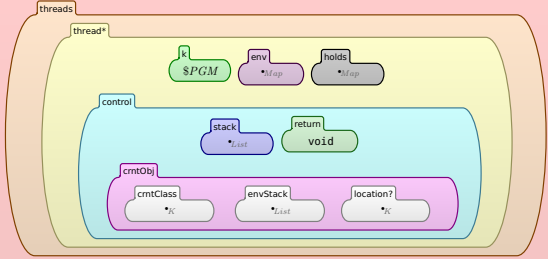 threads
thread*
k env holds
$PGM •Map •Map
control
stack return
•List void
crntObj
crntClass envStack location?
•K •List •K